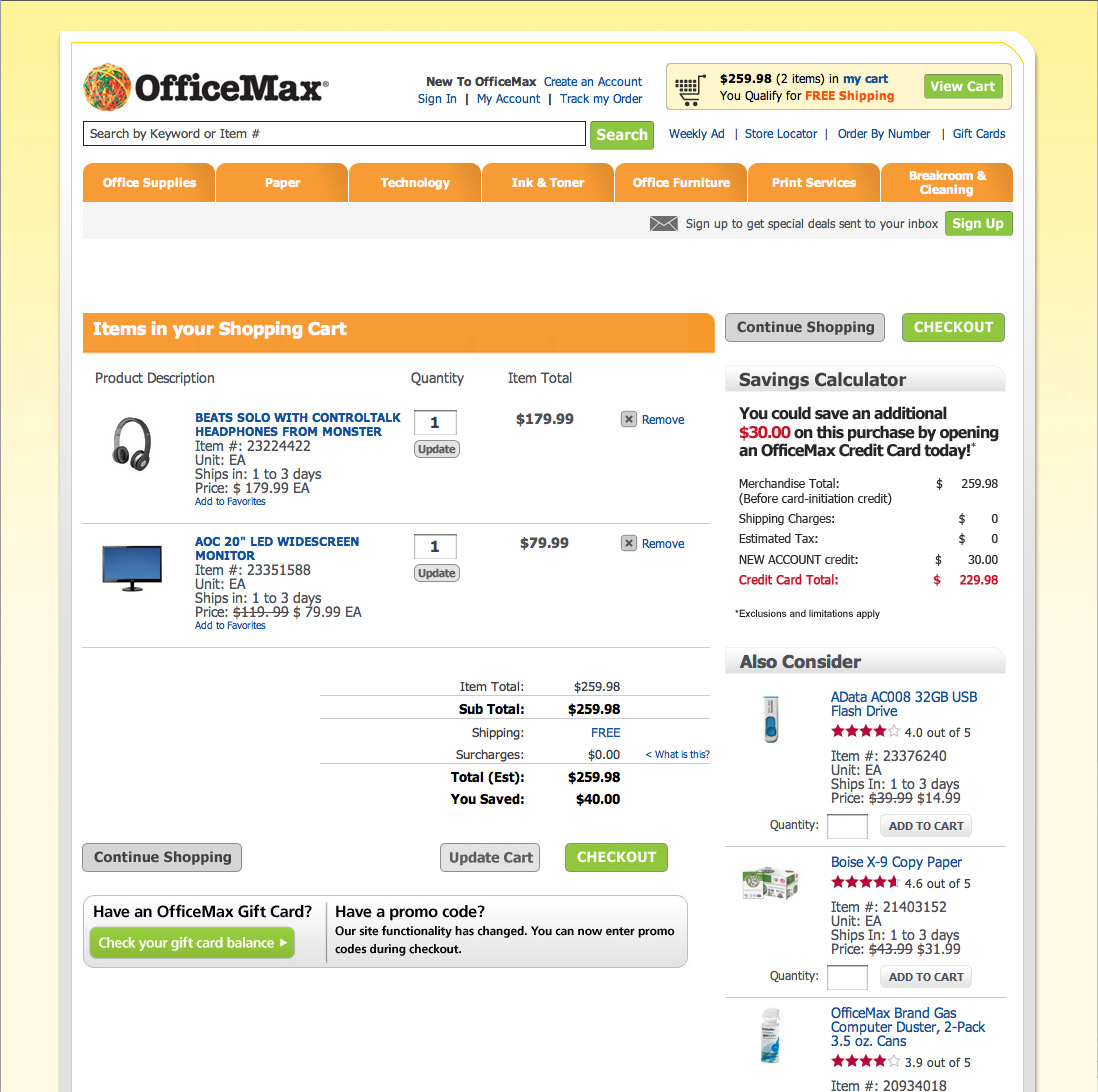 OfficeMax®
New To OfficeMax Create an Account
Sign In | My Account | Track my Order
$259.98 (2 items) in my cart
You Qualify for FREE Shipping
View Cart
Search by Keyword or Item #
Search
Weekly Ad | Store Locator | Order By Number | Gift Cards
Office Supplies
Paper
Technology
Ink & Toner
Office Furniture
Print Services
Breakroom &
Cleaning
Sign up to get special deals sent to your inbox
Sign Up
Items in your Shopping Cart
Product Description Quantity Item Total
BEATS SOLO WITH CONTROLTALK
HEADPHONES FROM MONSTER
Item #: 23224422
Unit: EA
Ships in: 1 to 3 days
Price: $ 179.99 EA
Add to Favorites
1
Update
$179.99
Remove
AOC 20" LED WIDESCREEN
MONITOR
Item #: 23351588
Unit: EA
Ships in: 1 to 3 days
Price: $119. 99 $ 79.99 EA
Add to Favorites
1
Update
$79.99
Remove
Item Total: $259.98
Sub Total: $259.98
Shipping: FREE
Surcharges: $0.00 < What is this?
Total (Est): $259.98
You Saved: $40.00
Continue Shopping
Update Cart
CHECKOUT
Have an OfficeMax Gift Card?
Check your gift card balance
Have a promo code?
Our site functionality has changed. You can now enter promo
codes during checkout.
Continue Shopping
CHECKOUT
Savings Calculator
You could save an additional
$30.00 on this purchase by opening
an OfficeMax Credit Card today!*
Merchandise Total: $ 259.98
(Before card-initiation credit)
Shipping Charges: $ 0
Estimated Tax: $ 0
NEW ACCOUNT credit: $ 30.00
Credit Card Total: $ 229.98
*Exclusions and limitations apply
Also Consider
AData AC008 32GB USB
Flash Drive
4.0 out of 5
Item #: 23376240
Unit: EA
Ships In: 1 to 3 days
Price: $39.99 $14.99
Quantity:
ADD TO CART
Boise X-9 Copy Paper
4.6 out of 5
Item #: 21403152
Unit: EA
Ships In: 1 to 3 days
Price: $43.99 $31.99
Quantity:
ADD TO CART
OfficeMax Brand Gas
Computer Duster, 2-Pack
3.5 oz. Cans
3.9 out of 5
Item #: 20934018